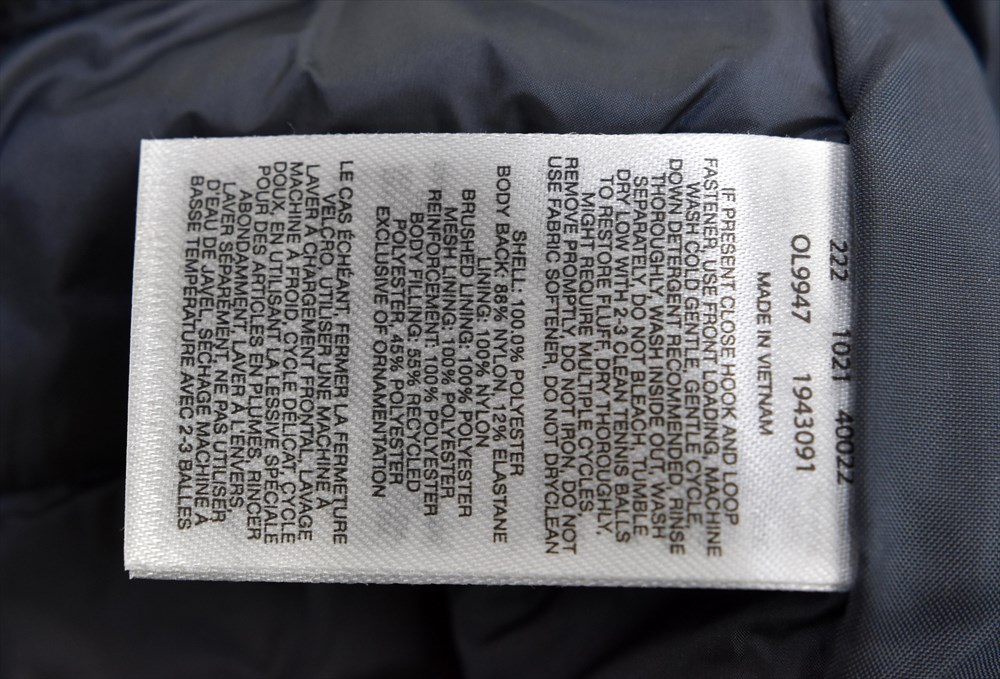 222 1021 40022
OL9947 1943091
MADE IN VIETNAM
IF PRESENT CLOSE HOOK AND LOOP
FASTENER, USE FRONT LOADING, MACHINE
WASH COLD GENTLE, GENTLE CYCLE,
DOWN DETERGENT RECOMMENDED, RINSE
THOROUGHLY, WASH INSIDE OUT, WASH
SEPARATELY, DO NOT BLEACH, TUMBLE
DRY LOW WITH 2-3 CLEAN TENNIS BALLS
TO RESTORE FLUFF, DRY THOROUGHLY,
MIGHT REQUIRE MULTIPLE CYCLES,
REMOVE PROMPTLY, DO NOT IRON, DO NOT
USE FABRIC SOFTENER, DO NOT DRYCLEAN
BODY BACK: 88% NYLON, 12% ELASTANE
SHELL: 100.0% POLYESTER
LINING: 100% NYLON
BRUSHED LINING: 100% POLYESTER
MESH LINING: 100% POLYESTER
REINFORCEMENT: 100% POLYESTER
BODY FILLING: 55% RECYCLED
POLYESTER, 45% POLYESTER
EXCLUSIVE OF ORNAMENTATION
LE CAS ÉCHÉANT, FERMER LA FERMETURE
VELCRO, UTILISER UNE MACHINE À
LAVER À CHARGEMENT FRONTAL, LAVAGE
MACHINE À FROID, CYCLE DÉLICAT, CYCLE
DOUX, EN UTILISANT LA LESSIVE SPÉCIALE
POUR DES ARTICLES EN PLUMES, RINCER
ABONDAMMENT, LAVER À L'ENVERS,
LAVER SÉPARÉMENT, NE PAS UTILISER
D'EAU DE JAVEL, SÉCHAGE MACHINE À
BASSE TEMPÉRATURE AVEC 2-3 BALLES